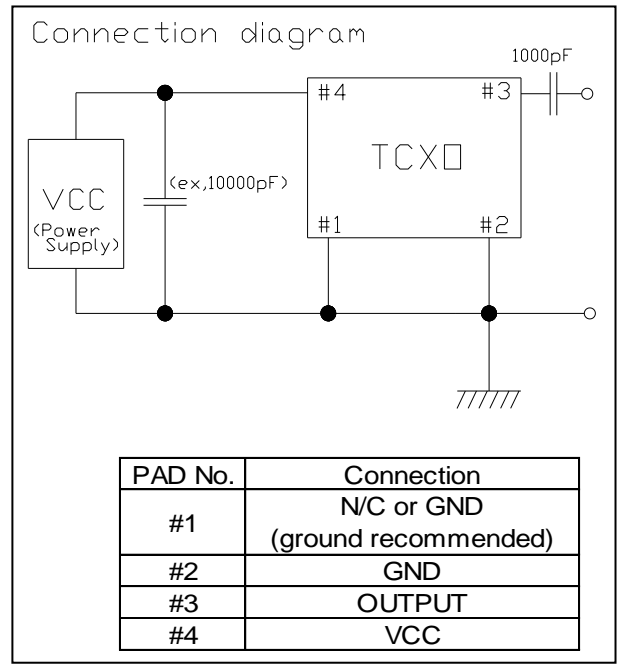 Connection diagram
1000pF
#4
#3
TCXO
(ex,10000pF)
VCC
(Power
Supply)
#1
#2
PAD No.
Connection
#1
N/C or GND
(ground recommended)
#2
GND
#3
OUTPUT
#4
VCC